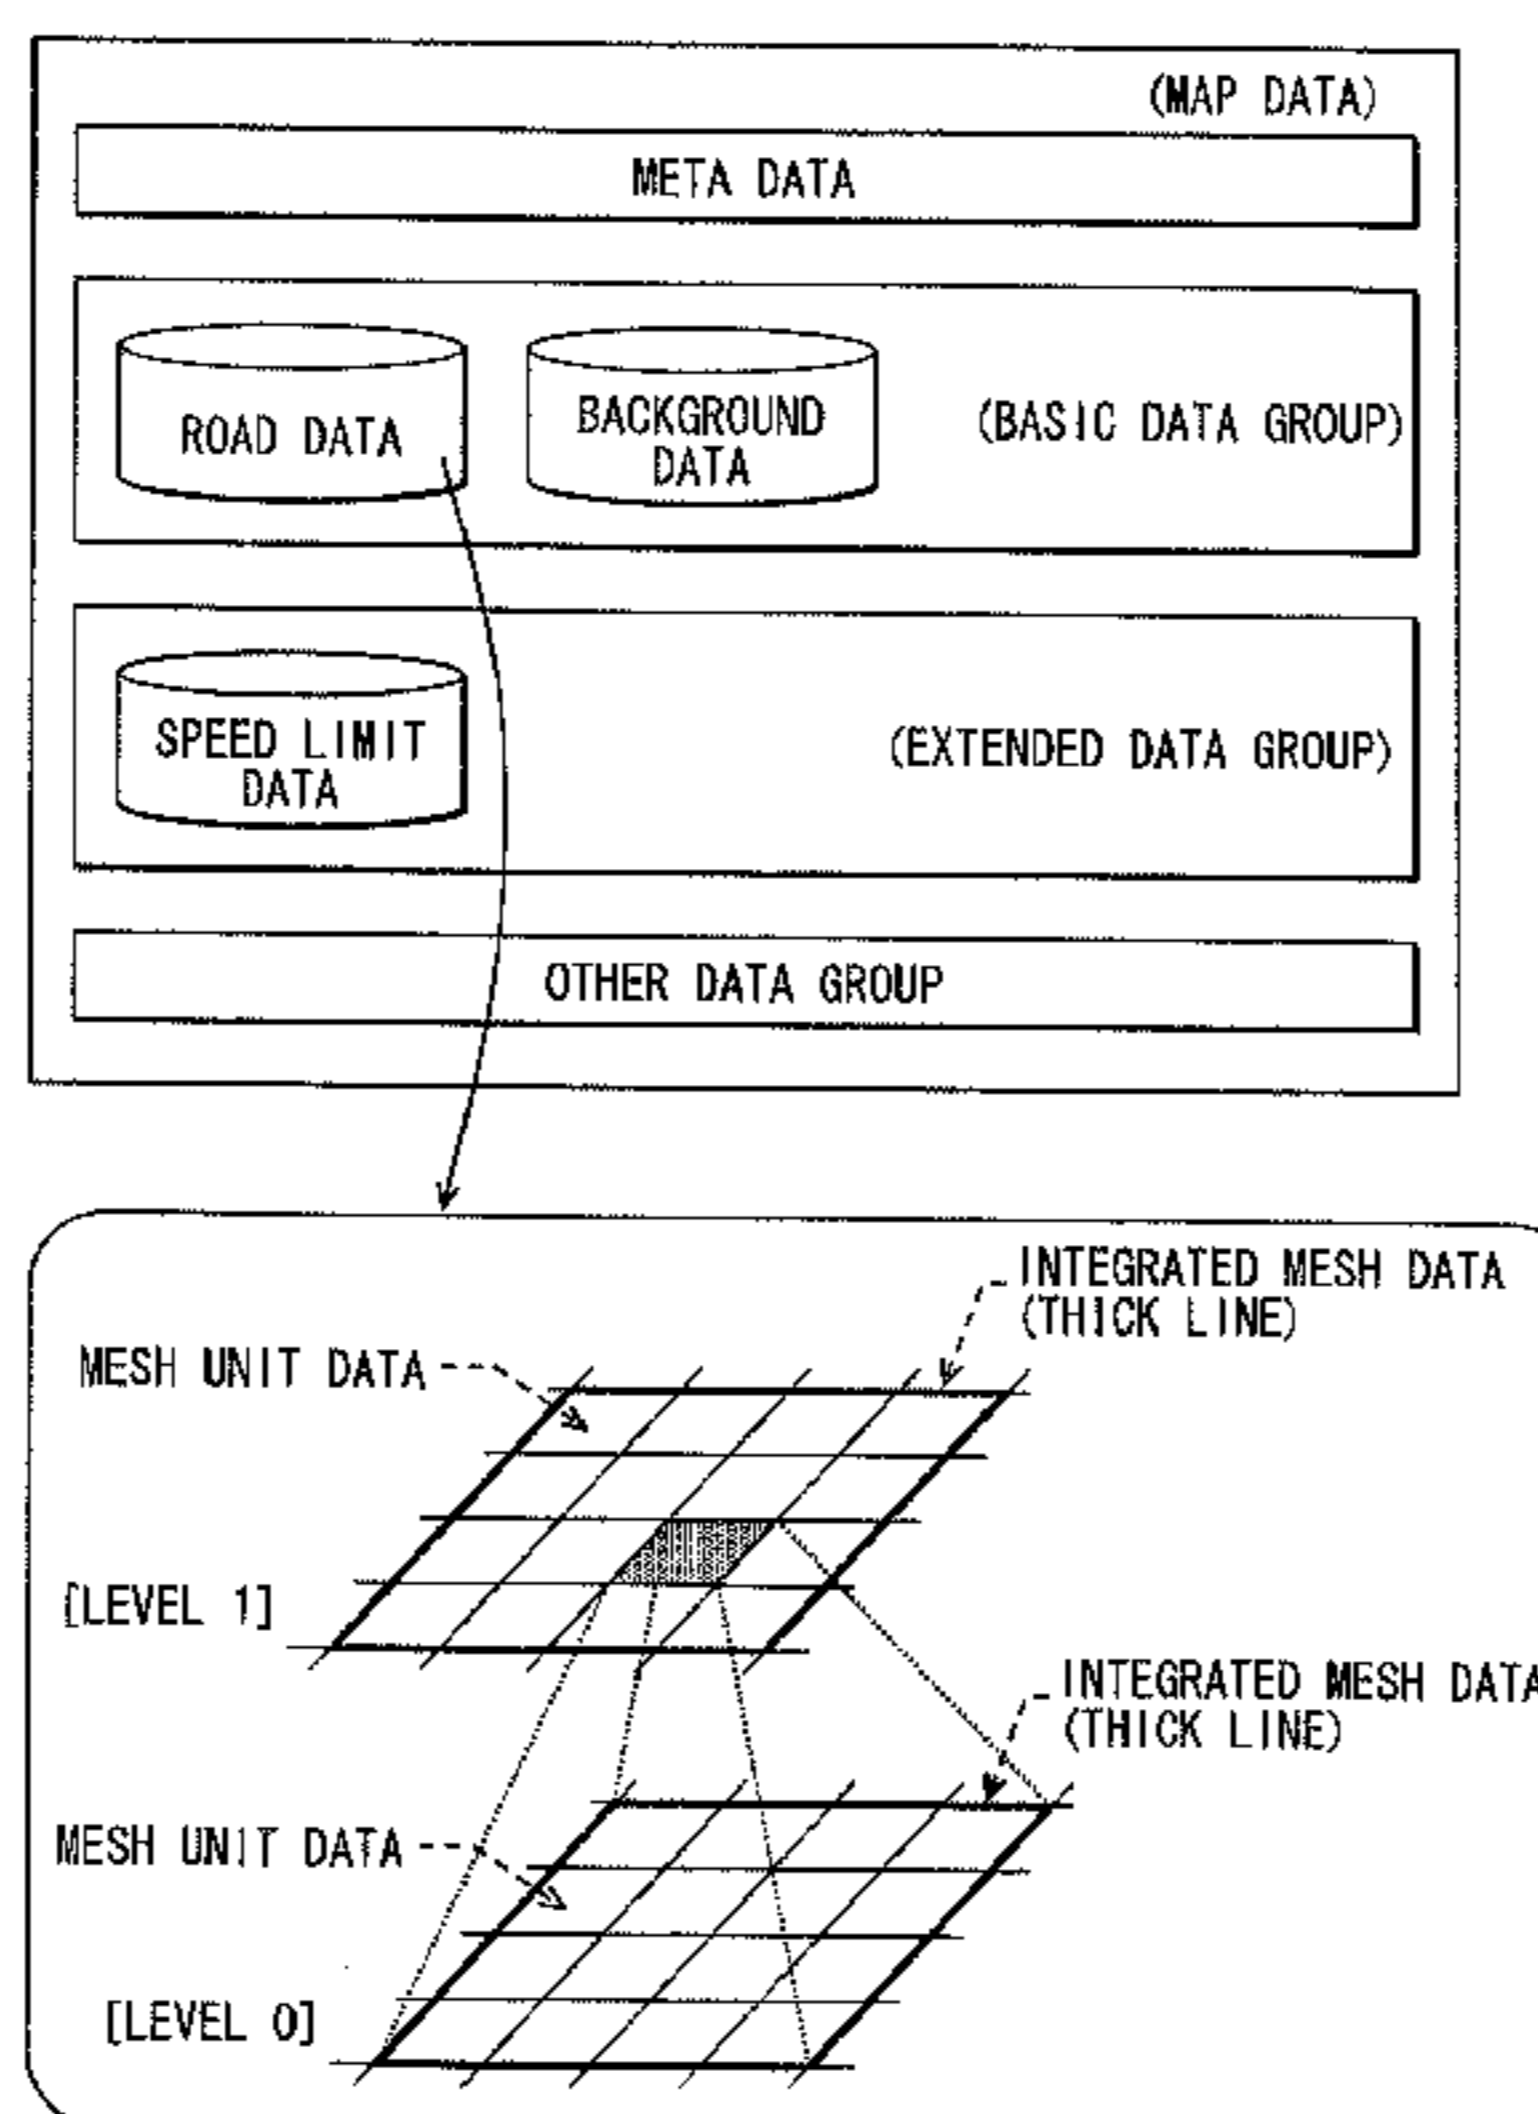 (MAP DATA)
META DATA
ROAD DATA
BACKGROUND
DATA
(BASIC DATA GROUP)
SPEED LIMIT
DATA
(EXTENDED DATA GROUP)
OTHER DATA GROUP
INTEGRATED MESH DATA
(THICK LINE)
MESH UNIT DATA
[LEVEL 1]
INTEGRATED MESH DATA
(THICK LINE)
MESH UNIT DATA
[LEVEL 0]